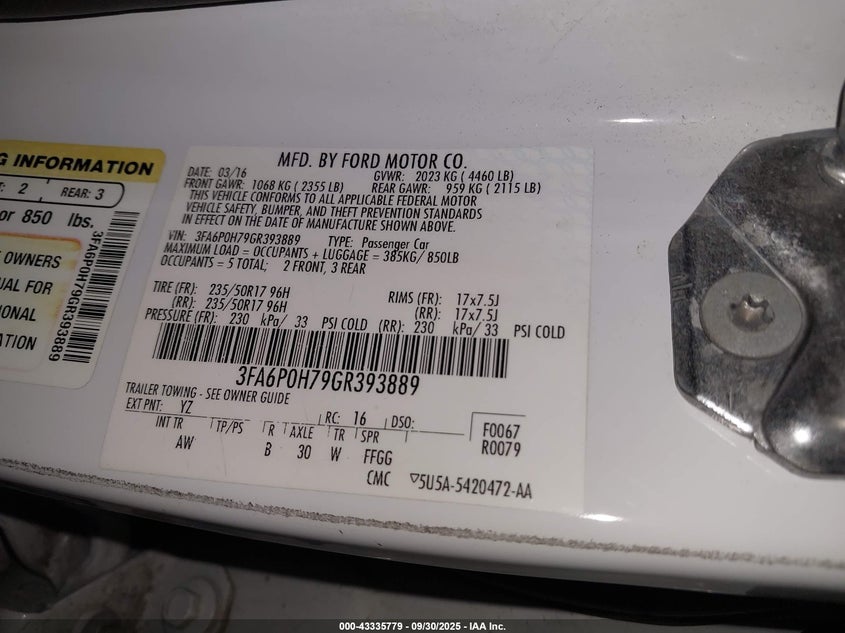 G INFORMATION
2 REAR: 3
or 850 lbs.
OWNERS
UAL FOR
IONAL
ATION
3FA6P0H79GR393889
MFD. BY FORD MOTOR CO.
DATE: 03/16 GVWR: 2023 KG ( 4460 LB)
FRONT GAWR: 1068 KG ( 2355 LB) REAR GAWR: 959 KG ( 2115 LB)
THIS VEHICLE CONFORMS TO ALL APPLICABLE FEDERAL MOTOR
VEHICLE SAFETY, BUMPER, AND THEFT PREVENTION STANDARDS
IN EFFECT ON THE DATE OF MANUFACTURE SHOWN ABOVE.
VIN: 3FA6P0H79GR393889 TYPE: Passenger Car
MAXIMUM LOAD = OCCUPANTS + LUGGAGE = 385KG/ 850LB
OCCUPANTS = 5 TOTAL; 2 FRONT, 3 REAR
TIRE (FR): 235/50R17 96H RIMS (FR): 17x7.5J
(RR): 235/50R17 96H (RR): 17x7.5J
PRESSURE (FR): 230 kPa/ 33 PSI COLD (RR): 230 kPa/ 33 PSI COLD
3FA6P0H79GR393889
TRAILER TOWING - SEE OWNER GUIDE
EXT PNT: YZ RC: 16 DSO: F0067
INT TR TP/PS R AXLE TR SPR R0079
AW B 30 W FFGG
CMC ▽5U5A-5420472-AA
000-43335779 - 09/30/2025 - IAA Inc.